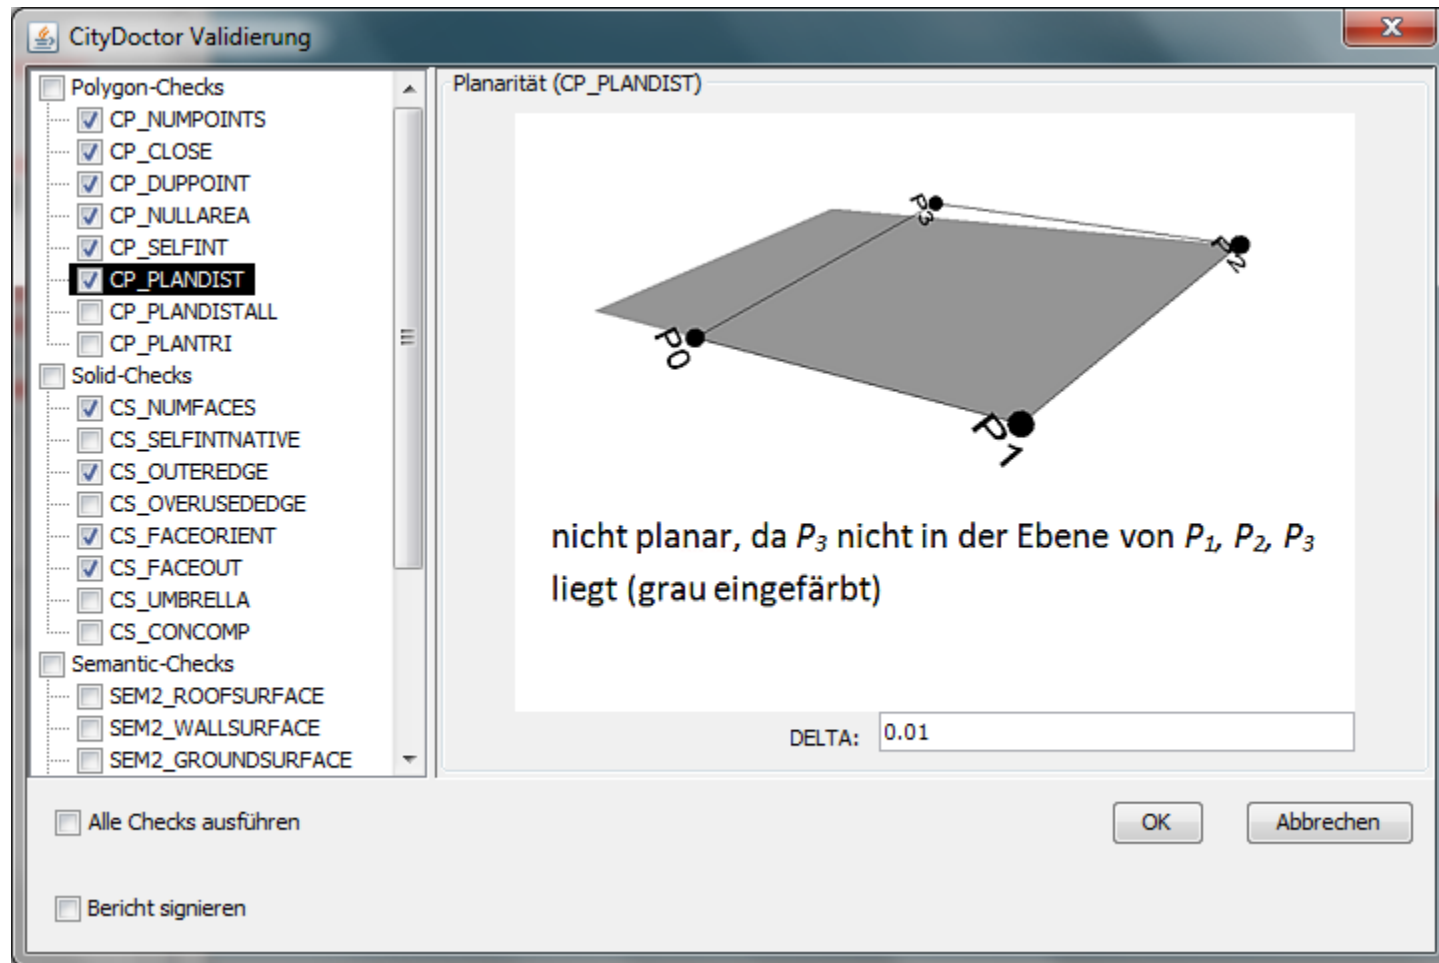 CityDoctor Validierung
Polygon-Checks
CP_NUMPOINTS
CP_CLOSE
CP_DUPPOINT
CP_NULLAREA
CP_SELFINT
CP_PLANDIST
CP_PLANDISTALL
CP_PLANTRI
Solid-Checks
CS_NUMFACES
CS_SELFINTNATIVE
CS_OUTEREDGE
CS_OVERUSEDEDGE
CS_FACEORIENT
CS_FACEOUT
CS_UMBRELLA
CS_CONCOMP
Semantic-Checks
SEM2_ROOFSURFACE
SEM2_WALLSURFACE
SEM2_GROUNDSURFACE
Planarität (CP_PLANDIST)
P3
P2
P0
P1
nicht planar, da P₃ nicht in der Ebene von P₁, P₂, P₃
liegt (grau eingefärbt)
DELTA: 0.01
Alle Checks ausführen
OK Abbrechen
Bericht signieren